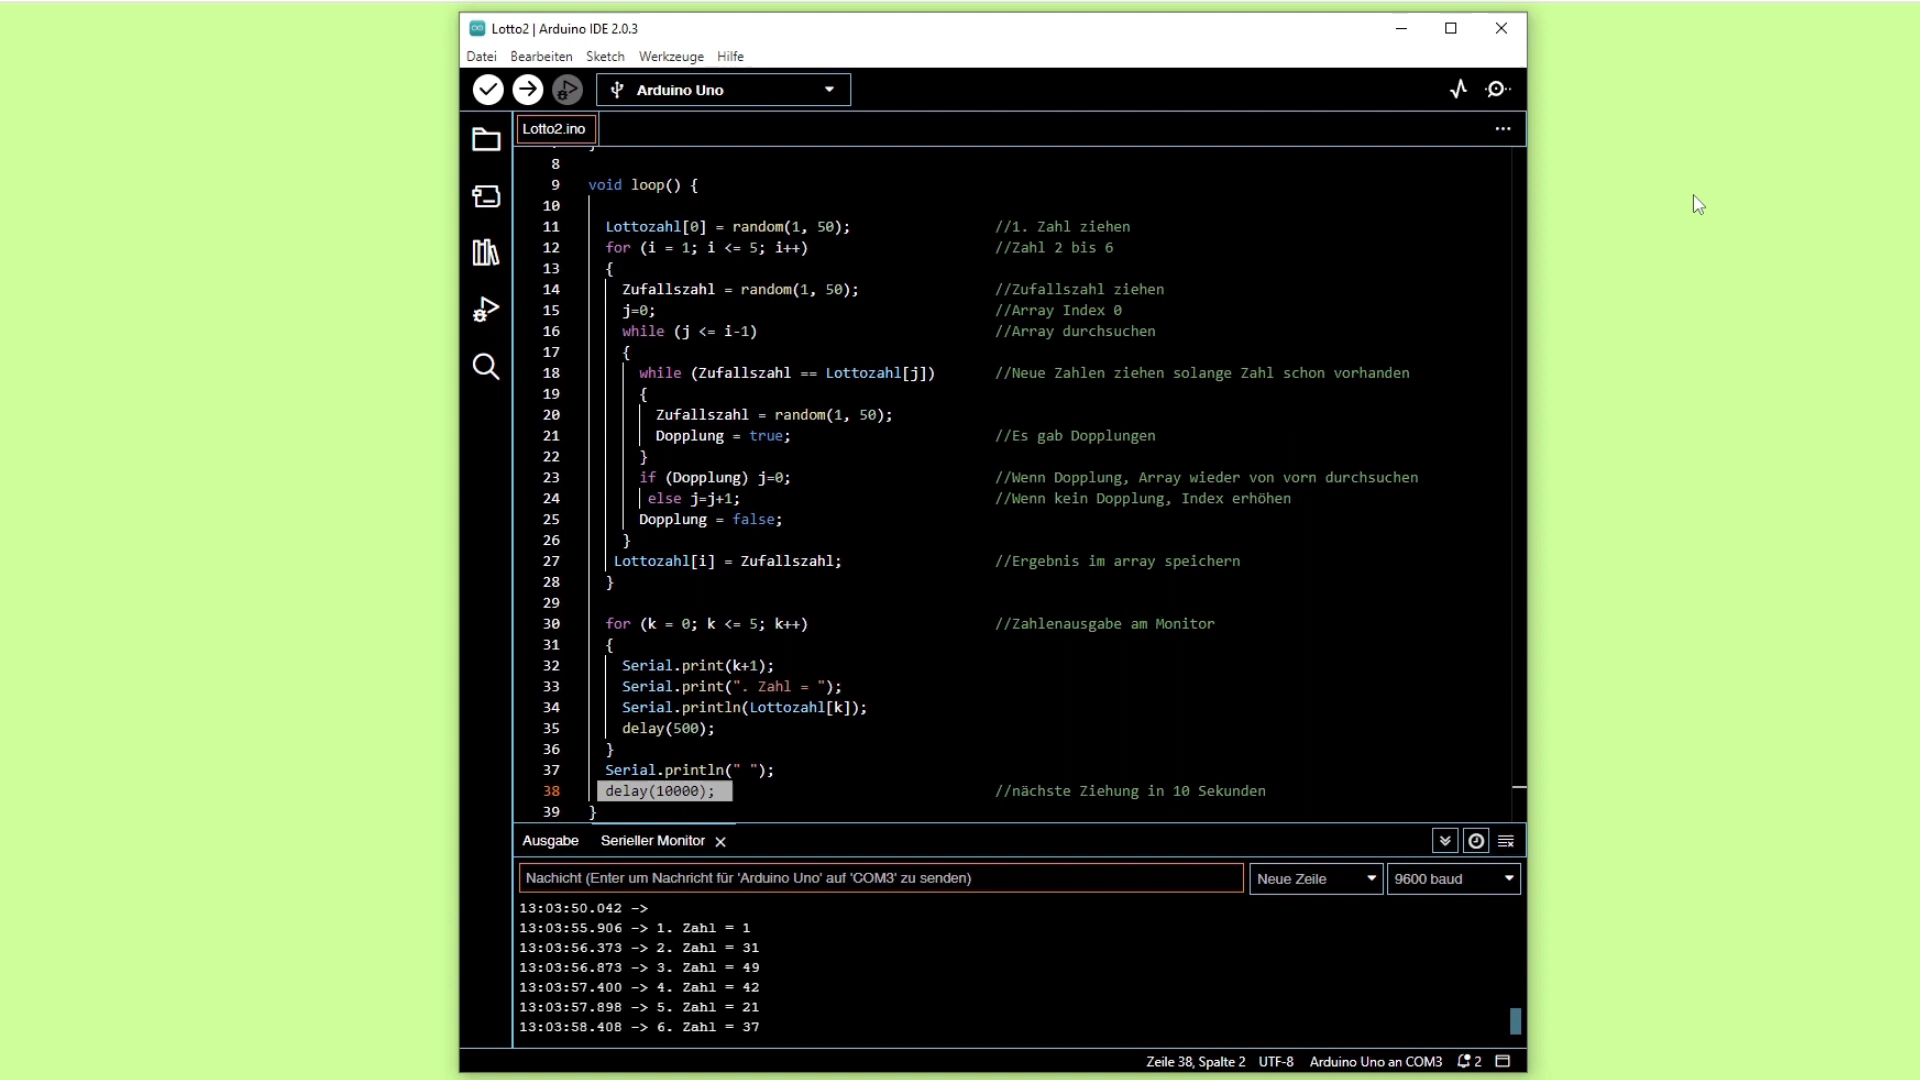 Lotto2 | Arduino IDE 2.0.3
Datei Bearbeiten Sketch Werkzeuge Hilfe
Arduino Uno
Lotto2.ino
8
9 void loop() {
10
11 Lottozahl[0] = random(1, 50); //1. Zahl ziehen
12 for (i = 1; i <= 5; i++) //Zahl 2 bis 6
13 {
14 Zufallszahl = random(1, 50); //Zufallszahl ziehen
15 j=0; //Array Index 0
16 while (j <= i-1) //Array durchsuchen
17 {
18 while (Zufallszahl == Lottozahl[j]) //Neue Zahlen ziehen solange Zahl schon vorhanden
19 {
20 Zufallszahl = random(1, 50);
21 Dopplung = true; //Es gab Dopplungen
22 }
23 if (Dopplung) j=0; //Wenn Dopplung, Array wieder von vorn durchsuchen
24 else j=j+1; //Wenn kein Dopplung, Index erhöhen
25 Dopplung = false;
26 }
27 Lottozahl[i] = Zufallszahl; //Ergebnis im array speichern
28 }
29
30 for (k = 0; k <= 5; k++) //Zahlenausgabe am Monitor
31 {
32 Serial.print(k+1);
33 Serial.print(". Zahl = ");
34 Serial.println(Lottozahl[k]);
35 delay(500);
36 }
37 Serial.println(" ");
38 delay(10000); //nächste Ziehung in 10 Sekunden
39 }
Ausgabe Serieller Monitor
Nachicht (Enter um Nachricht für 'Arduino Uno' auf 'COM3' zu senden) Neue Zeile 9600 baud
13:03:50.042 ->
13:03:55.906 -> 1. Zahl = 1
13:03:56.373 -> 2. Zahl = 31
13:03:56.873 -> 3. Zahl = 49
13:03:57.400 -> 4. Zahl = 42
13:03:57.898 -> 5. Zahl = 21
13:03:58.408 -> 6. Zahl = 37
Zeile 38, Spalte 2 UTF-8 Arduino Uno an COM3 2